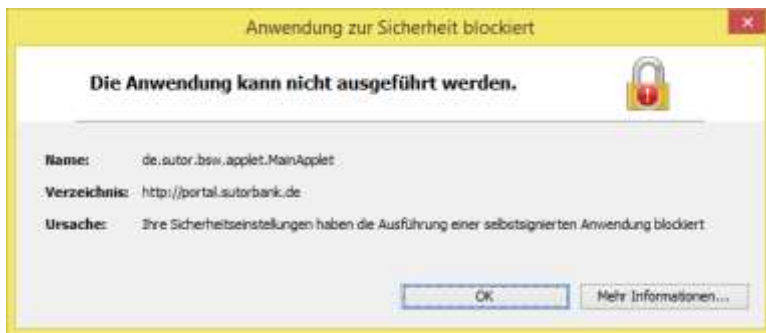 Anwendung zur Sicherheit blockiert
Die Anwendung kann nicht ausgeführt werden.
Name: de.sutor.bsw.applet.MainApplet
Verzeichnis: http://portal.sutorbank.de
Ursache: Ihre Sicherheitseinstellungen haben die Ausführung einer selbstsignierten Anwendung blockiert
OK Mehr Informationen...